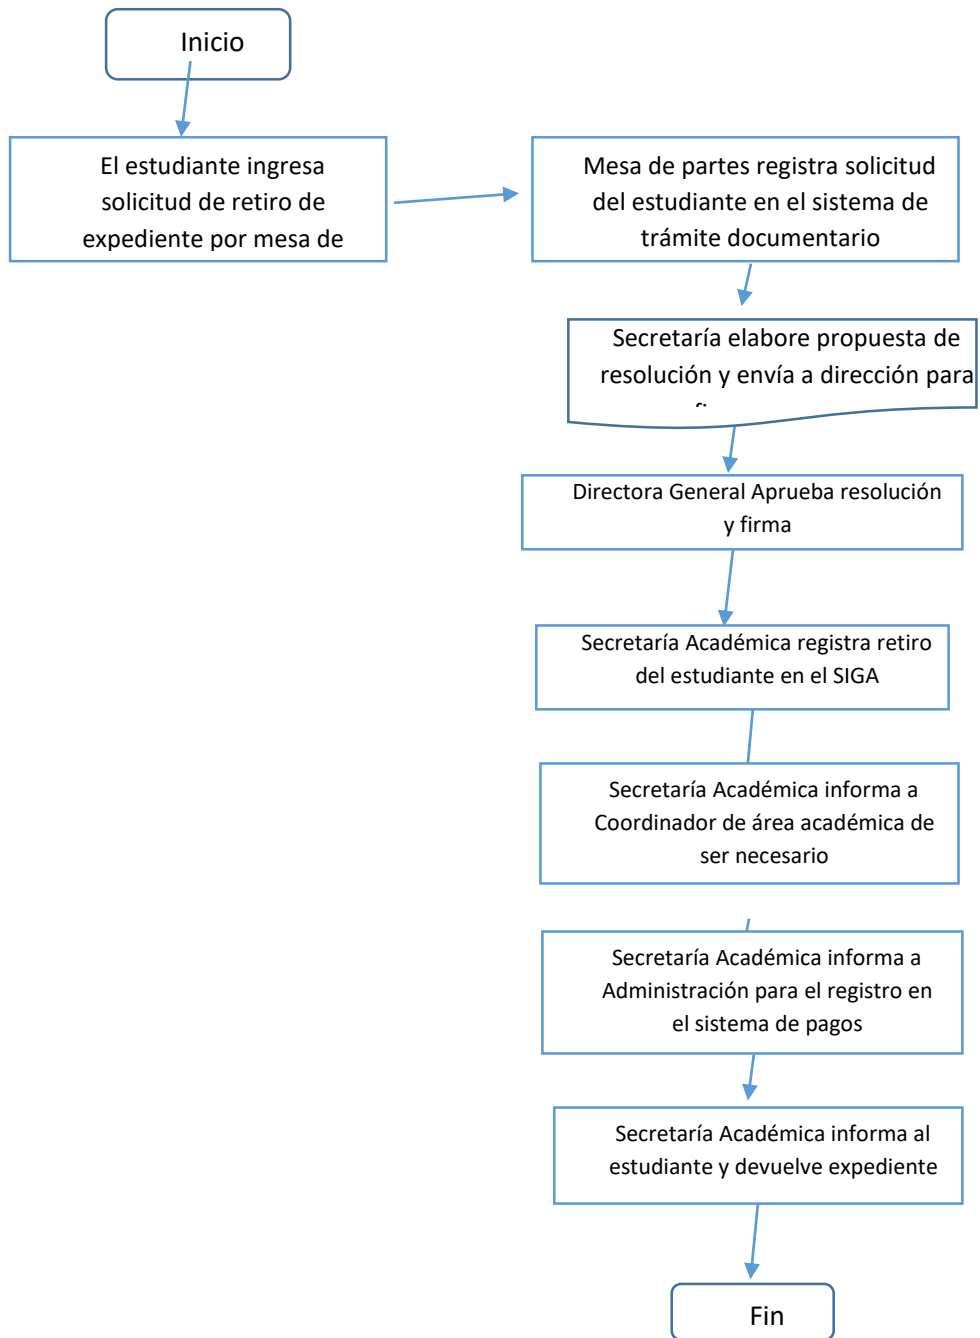 Inicio
El estudiante ingresa
solicitud de retiro de
expediente por mesa de
Mesa de partes registra solicitud
del estudiante en el sistema de
trámite documentario
Secretaría elabore propuesta de
resolución y envía a dirección para
Directora General Aprueba resolución
y firma
Secretaría Académica registra retiro
del estudiante en el SIGA
Secretaría Académica informa a
Coordinador de área académica de
ser necesario
Secretaría Académica informa a
Administración para el registro en
el sistema de pagos
Secretaría Académica informa al
estudiante y devuelve expediente
Fin